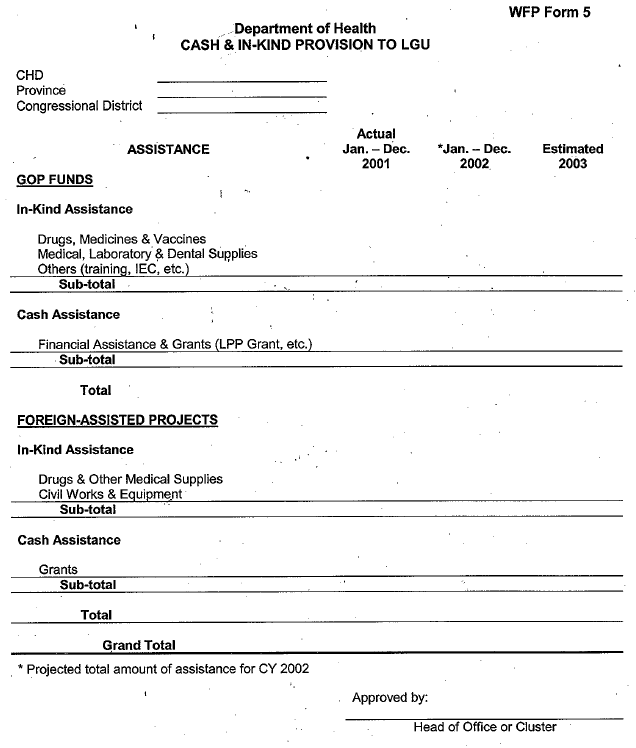 WFP Form 5
Department of Health
CASH & IN-KIND PROVISION TO LGU
CHD
Province
Congressional District
ASSISTANCE
Actual
Jan. – Dec.
2001
*Jan. – Dec.
2002
Estimated
2003
GOP FUNDS
In-Kind Assistance
Drugs, Medicines & Vaccines
Medical, Laboratory & Dental Supplies
Others (training, IEC, etc.)
Sub-total
Cash Assistance
Financial Assistance & Grants (LPP Grant, etc.)
Sub-total
Total
FOREIGN-ASSISTED PROJECTS
In-Kind Assistance
Drugs & Other Medical Supplies
Civil Works & Equipment
Sub-total
Cash Assistance
Grants
Sub-total
Total
Grand Total
* Projected total amount of assistance for CY 2002
Approved by:
Head of Office or Cluster